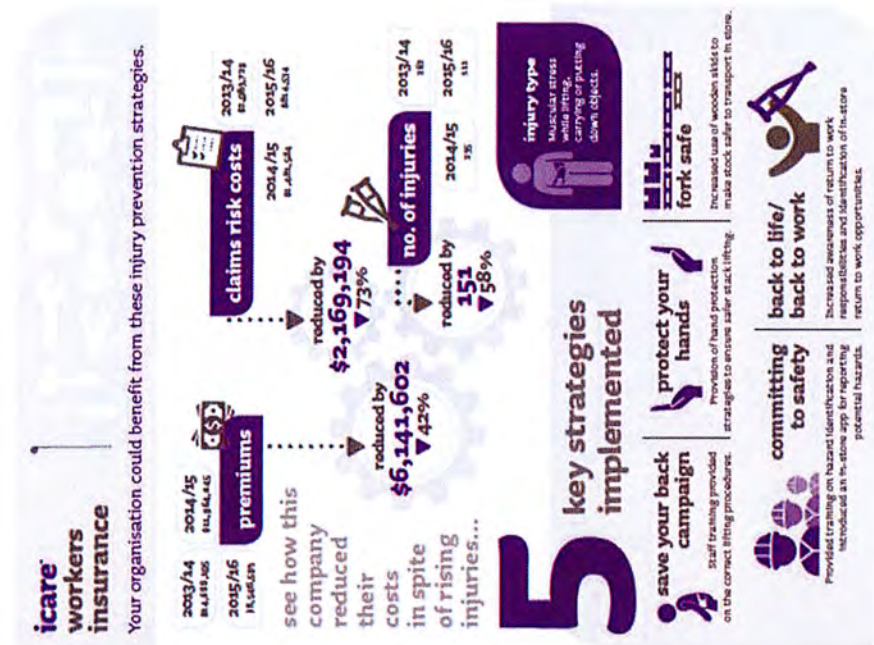 icare
workers
insurance
Your organisation could benefit from these injury prevention strategies.
2013/14
2014/15
2015/16
premiums
reduced by
$6,141,602
▼42%
claims risk costs
2013/14
2014/15
2015/16
reduced by
$2,169,194
▼73%
see how this
company
reduced
their
costs
in spite
of rising
injuries...
no. of injuries
2013/14
2014/15
2015/16
reduced by
151
▼58%
5 key strategies
implemented
injury type
Muscular stress
while lifting,
carrying or putting
down objects.
save your back
campaign
Staff training provided
on the correct lifting procedures.
protect your
hands
Provision of hand protection
strategies to ensure safer stack lifting.
fork safe
Increased use of wooden skids to
make stock safer to transport in store.
committing
to safety
Provided training on hazard identification and
introduced an in-store app for reporting
potential hazards.
back to life/
back to work
Increased awareness of return to work
responsibilities and identification of in-store
return to work opportunities.